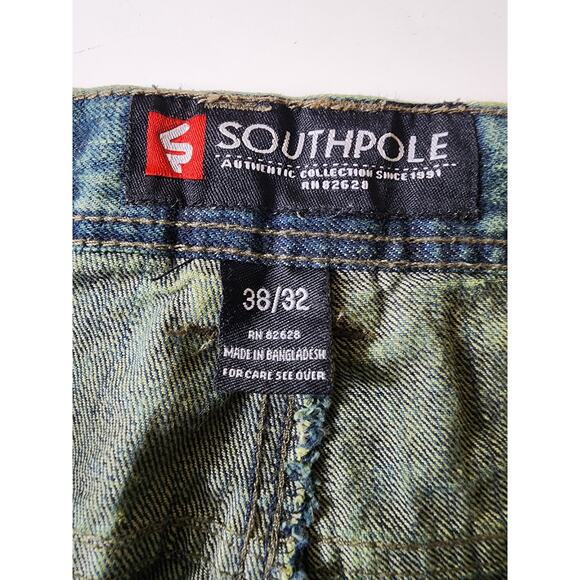 SOUTHPOLE
AUTHENTIC COLLECTION SINCE 1991
RN 82628
38/32
RN 82628
MADE IN BANGLADESH
FOR CARE SEE OVER